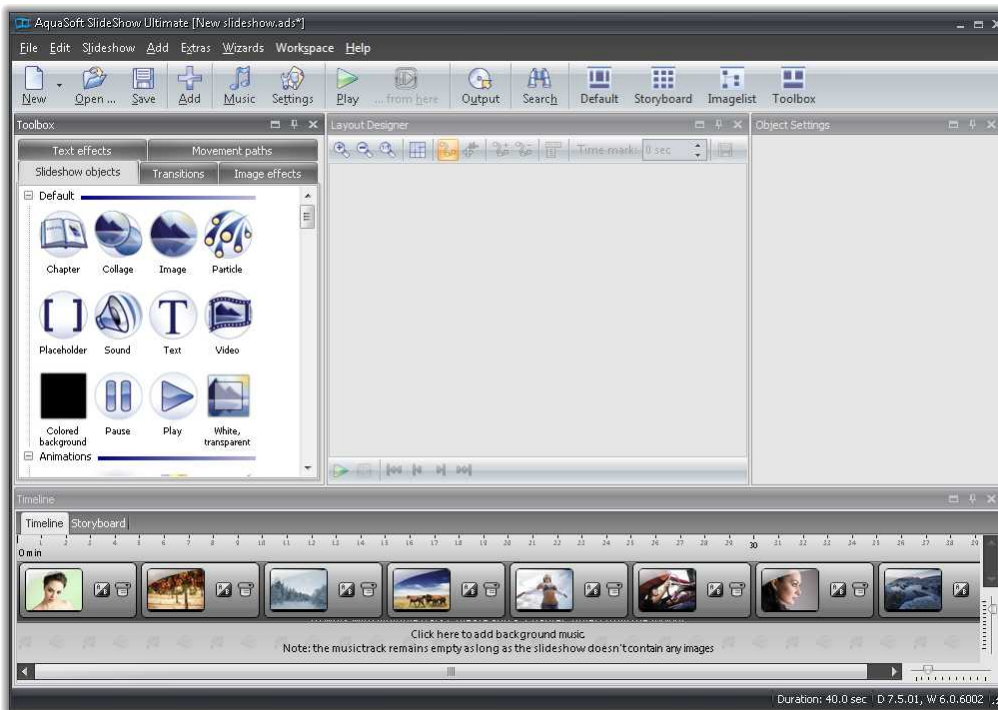 AquaSoft SlideShow Ultimate [New slideshow.ads*]
File Edit Slideshow Add Extras Wizards Workspace Help
New Open ... Save Add Music Settings Play ... from here Output Search Default Storyboard Imagelist Toolbox
Toolbox
Text effects Movement paths
Slideshow objects Transitions Image effects
Default
Chapter Collage Image Particle
Placeholder Sound Text Video
Colored background Pause Play White, transparent
Animations
Layout Designer
Time mark: 0 sec
Object Settings
Timeline
Timeline Storyboard
0 min
30
Click here to add background music.
Note: the musictrack remains empty as long as the slideshow doesn't contain any images
Duration: 40.0 sec D 7.5.01, W 6.0.6002